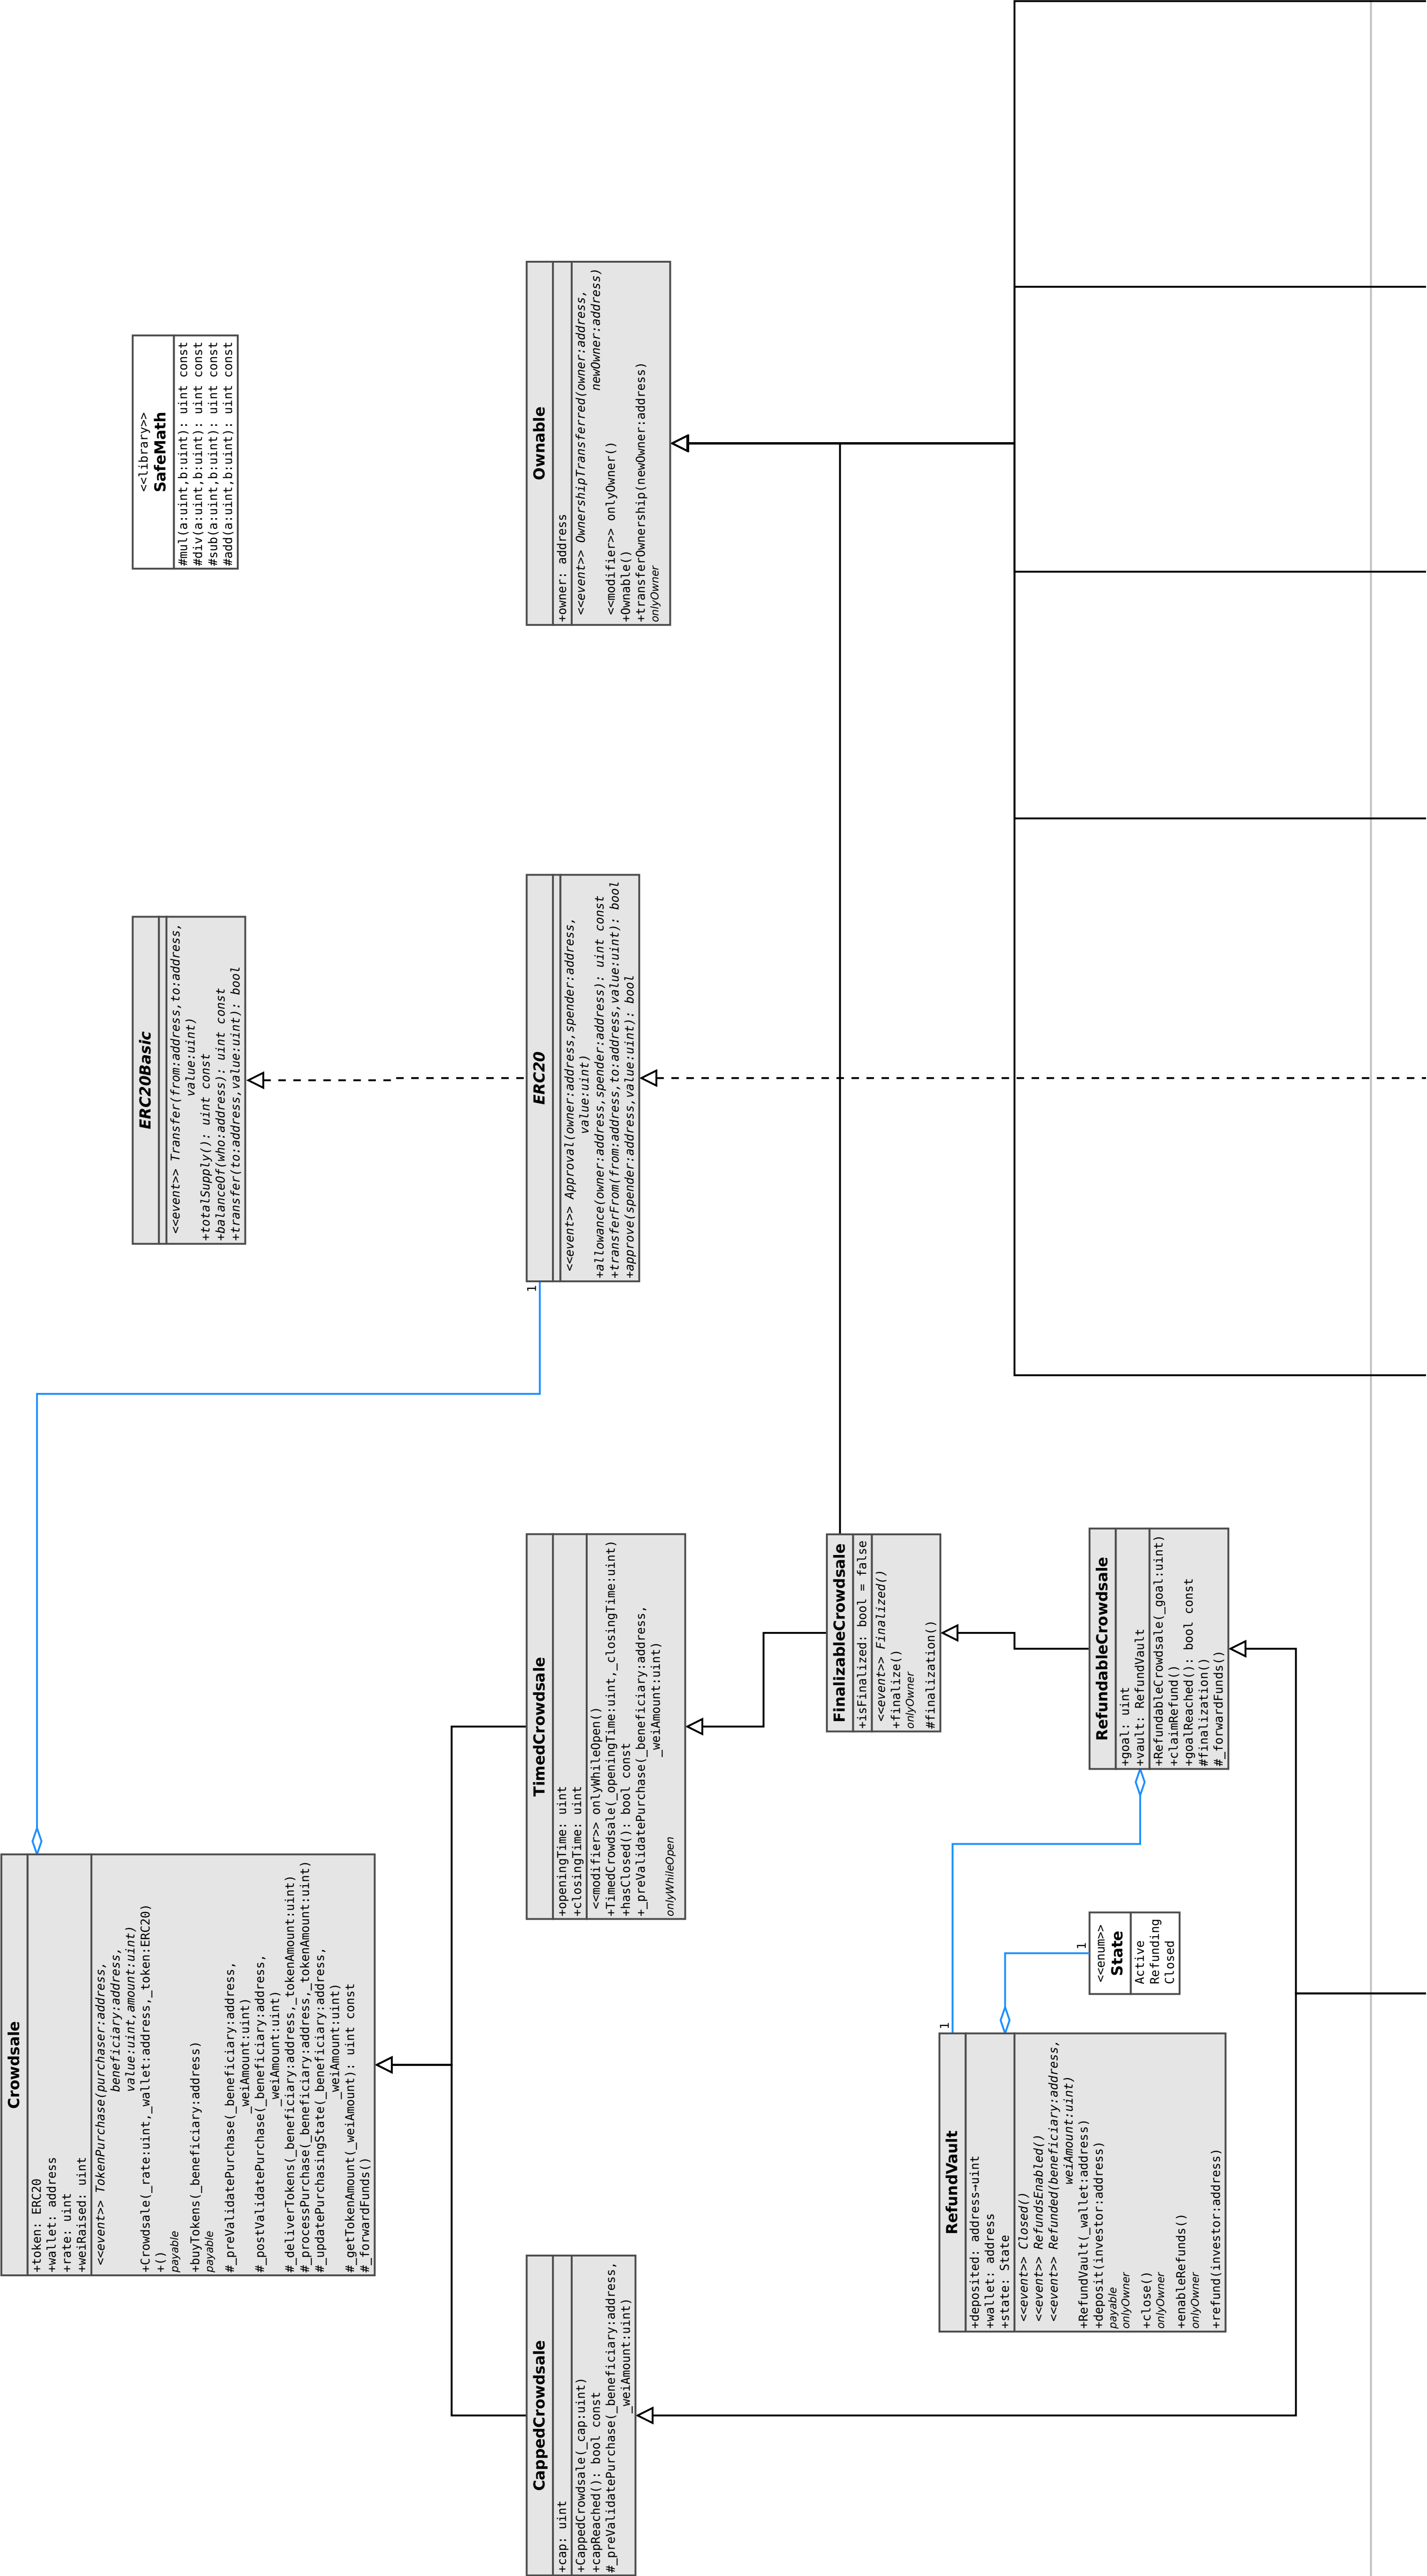 Crowdsale
+token: ERC20
+wallet: address
+rate: uint
+weiRaised: uint
<<event>> TokenPurchase(purchaser:address,
beneficiary:address,
value:uint,amount:uint)
+Crowdsale(_rate:uint,_wallet:address,_token:ERC20)
+()
payable
+buyTokens(_beneficiary:address)
payable
#_preValidatePurchase(_beneficiary:address,
_weiAmount:uint)
#_postValidatePurchase(_beneficiary:address,
_weiAmount:uint)
#_deliverTokens(_beneficiary:address,_tokenAmount:uint)
#_processPurchase(_beneficiary:address,_tokenAmount:uint)
#_updatePurchasingState(_beneficiary:address,
_weiAmount:uint)
#_getTokenAmount(_weiAmount): uint const
#_forwardFunds()
ERC20Basic
<<event>> Transfer(from:address,to:address,
value:uint)
+totalSupply(): uint const
+balanceOf(who:address): uint const
+transfer(to:address,value:uint): bool
<<library>>
SafeMath
#mul(a:uint,b:uint): uint const
#div(a:uint,b:uint): uint const
#sub(a:uint,b:uint): uint const
#add(a:uint,b:uint): uint const
CappedCrowdsale
+cap: uint
+CappedCrowdsale(_cap:uint)
+capReached(): bool const
#_preValidatePurchase(_beneficiary:address,
_weiAmount:uint)
TimedCrowdsale
+openingTime: uint
+closingTime: uint
<<modifier>> onlyWhileOpen()
+TimedCrowdsale(_openingTime:uint,_closingTime:uint)
+hasClosed(): bool const
+_preValidatePurchase(_beneficiary:address,
_weiAmount:uint)
onlyWhileOpen
1
ERC20
<<event>> Approval(owner:address,spender:address,
value:uint)
+allowance(owner:address,spender:address): uint const
+transferFrom(from:address,to:address,value:uint): bool
+approve(spender:address,value:uint): bool
Ownable
+owner: address
<<event>> OwnershipTransferred(owner:address,
newOwner:address)
<<modifier>> onlyOwner()
+Ownable()
+transferOwnership(newOwner:address)
onlyOwner
FinalizableCrowdsale
+isFinalized: bool = false
<<event>> Finalized()
+finalize()
onlyOwner
#finalization()
RefundVault
1
+deposited: address→uint
+wallet: address
+state: State
<<event>> Closed()
<<event>> RefundsEnabled()
<<event>> Refunded(beneficiary:address,
weiAmount:uint)
+RefundVault(_wallet:address)
+deposit(investor:address)
payable
onlyOwner
+close()
onlyOwner
+enableRefunds()
onlyOwner
+refund(investor:address)
1
<<enum>>
State
Active
Refunding
Closed
RefundableCrowdsale
+goal: uint
+vault: RefundVault
+RefundableCrowdsale(_goal:uint)
+claimRefund()
+goalReached(): bool const
#finalization()
#_forwardFunds()